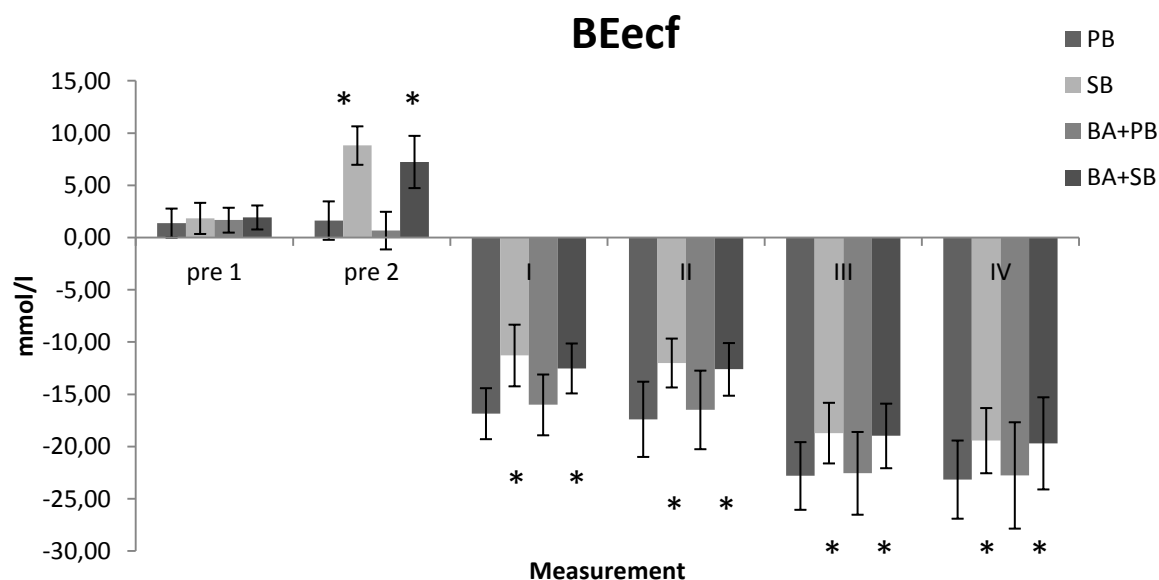 BEecf
PB
SB
BA+PB
BA+SB
15,00
10,00
5,00
0,00
-5,00
-10,00
-15,00
-20,00
-25,00
-30,00
mmol/l
* *
pre 1 pre 2 I II III IV
* * * * * * * *
Measurement